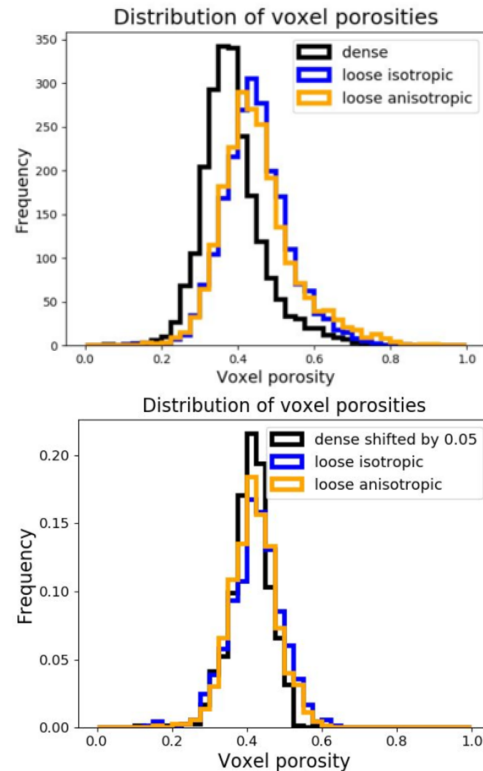 Distribution of voxel porosities
350
300
250
200
150
100
50
0
Frequency
dense
loose isotropic
loose anisotropic
0.0 0.2 0.4 0.6 0.8 1.0
Voxel porosity
Distribution of voxel porosities
0.20
0.15
0.10
0.05
0.00
Frequency
dense shifted by 0.05
loose isotropic
loose anisotropic
0.0 0.2 0.4 0.6 0.8 1.0
Voxel porosity